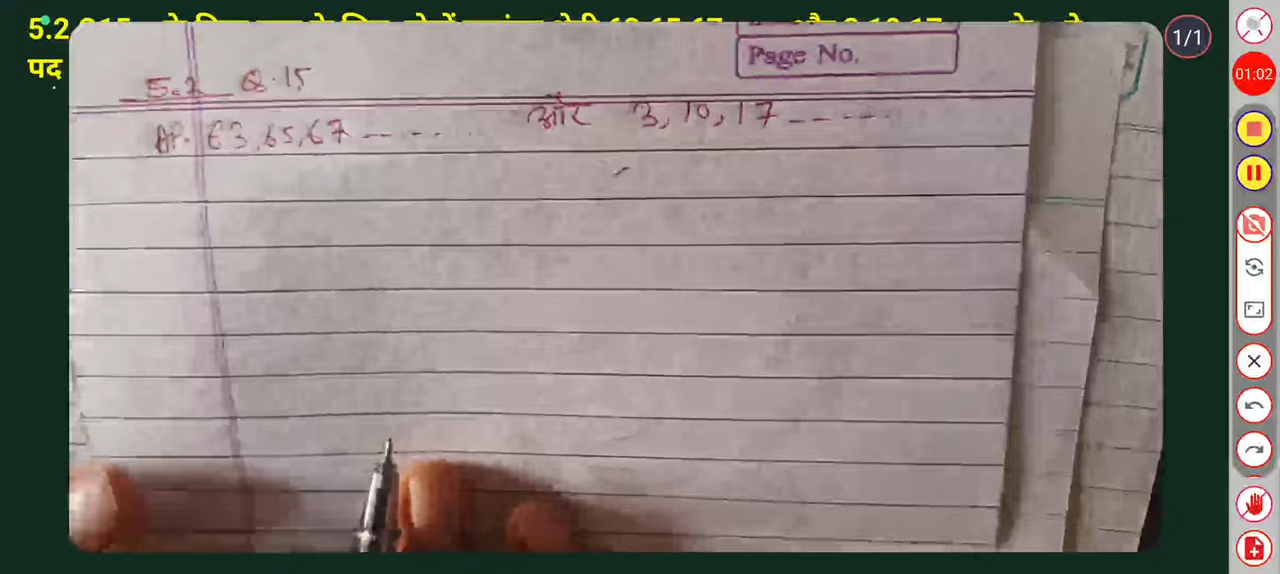 5.2
पद
1/1
01:02
Page No.
5.2 Q.15
AP. 63,65,67 ----- और 3,10,17 -----